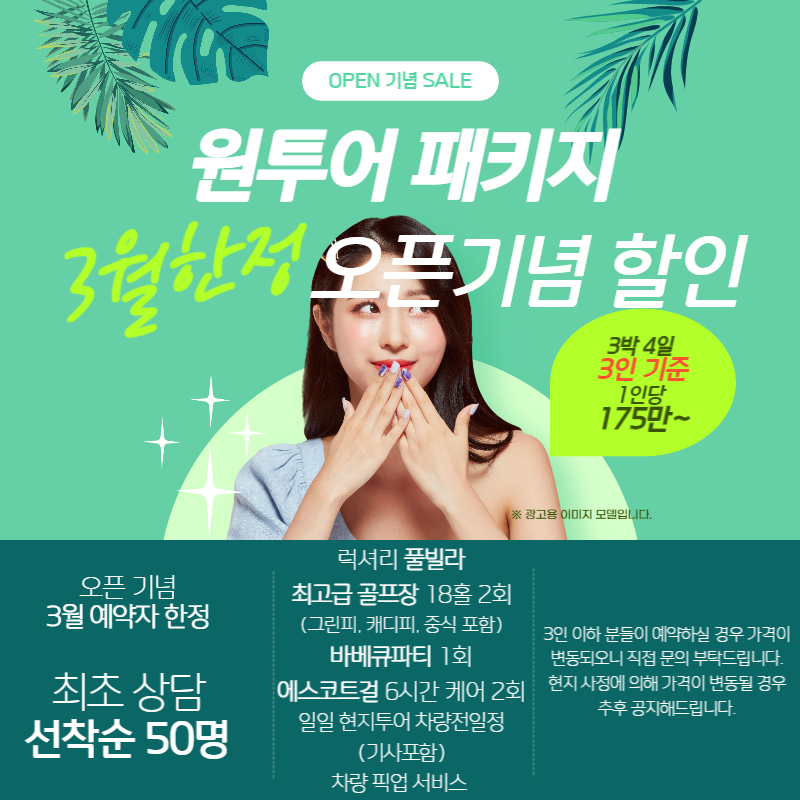 OPEN 기념 SALE
원투어 패키지
3월한정 오픈기념 할인
3박 4일
3인 기준
1인당
175만~
※ 광고용 이미지 모델입니다.
오픈 기념
3월 예약자 한정
최초 상담
선착순 50명
럭셔리 풀빌라
최고급 골프장 18홀 2회
(그린피, 캐디피, 중식 포함)
바베큐파티 1회
에스코트걸 6시간 케어 2회
일일 현지투어 차량전일정
(기사포함)
차량 픽업 서비스
3인 이하 분들이 예약하실 경우 가격이
변동되오니 직접 문의 부탁드립니다.
현지 사정에 의해 가격이 변동될 경우
추후 공지해드립니다.